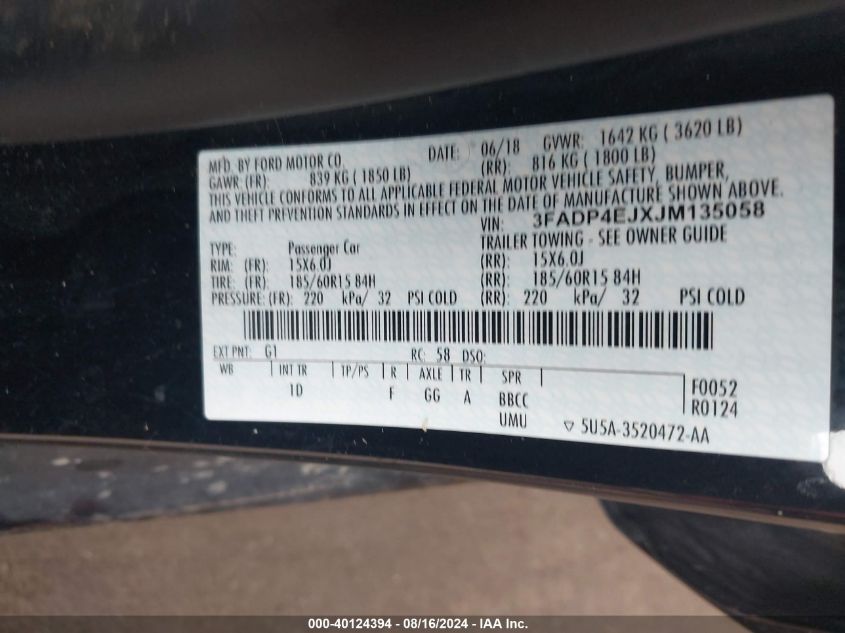 MFD. BY FORD MOTOR CO. DATE: 06/18 GVWR: 1642 KG ( 3620 LB)
GAWR: (FR): 839 KG ( 1850 LB) (RR): 816 KG ( 1800 LB)
THIS VEHICLE CONFORMS TO ALL APPLICABLE FEDERAL MOTOR VEHICLE SAFETY, BUMPER,
AND THEFT PREVENTION STANDARDS IN EFFECT ON THE DATE OF MANUFACTURE SHOWN ABOVE.
VIN: 3FADP4EJXJM135058
TYPE: Passenger Car TRAILER TOWING - SEE OWNER GUIDE
RIM: (FR): 15X6.0J (RR): 15X6.0J
TIRE: (FR): 185/60R15 84H (RR): 185/60R15 84H
PRESSURE: (FR): 220 kPa/ 32 PSI COLD (RR): 220 kPa/ 32 PSI COLD
EXT PNT: G1 RC: 58 DSO:
WB INT TR TP/PS R AXLE TR SPR F0052
1D F GG A BBCC R0124
UMU 5U5A-3520472-AA
000-40124394 - 08/16/2024 - IAA Inc.